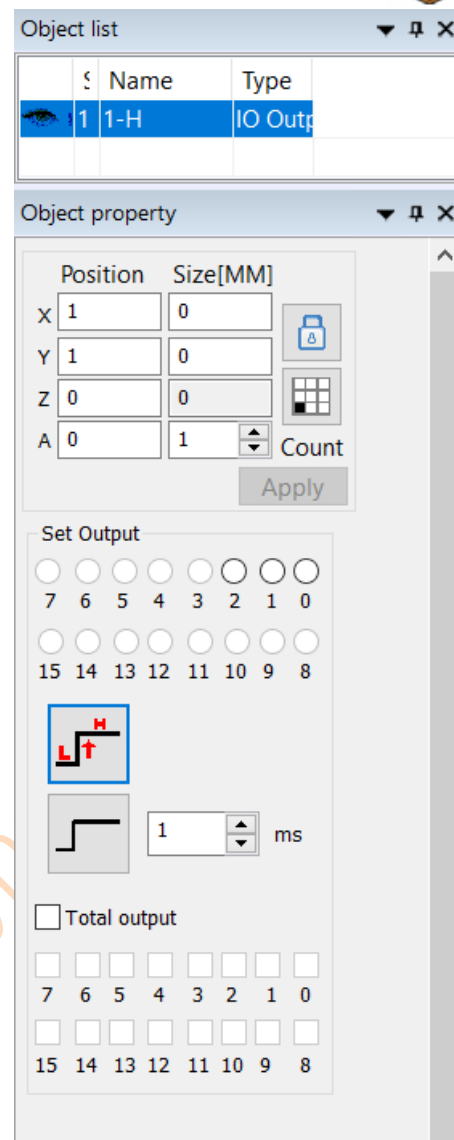 Object list
S Name Type
1 1-H IO Outp
Object property
Position Size[MM]
X 1 0
Y 1 0
Z 0 0
A 0 1 Count
Apply
Set Output
7 6 5 4 3 2 1 0
15 14 13 12 11 10 9 8
H
L
1 ms
Total output
7 6 5 4 3 2 1 0
15 14 13 12 11 10 9 8